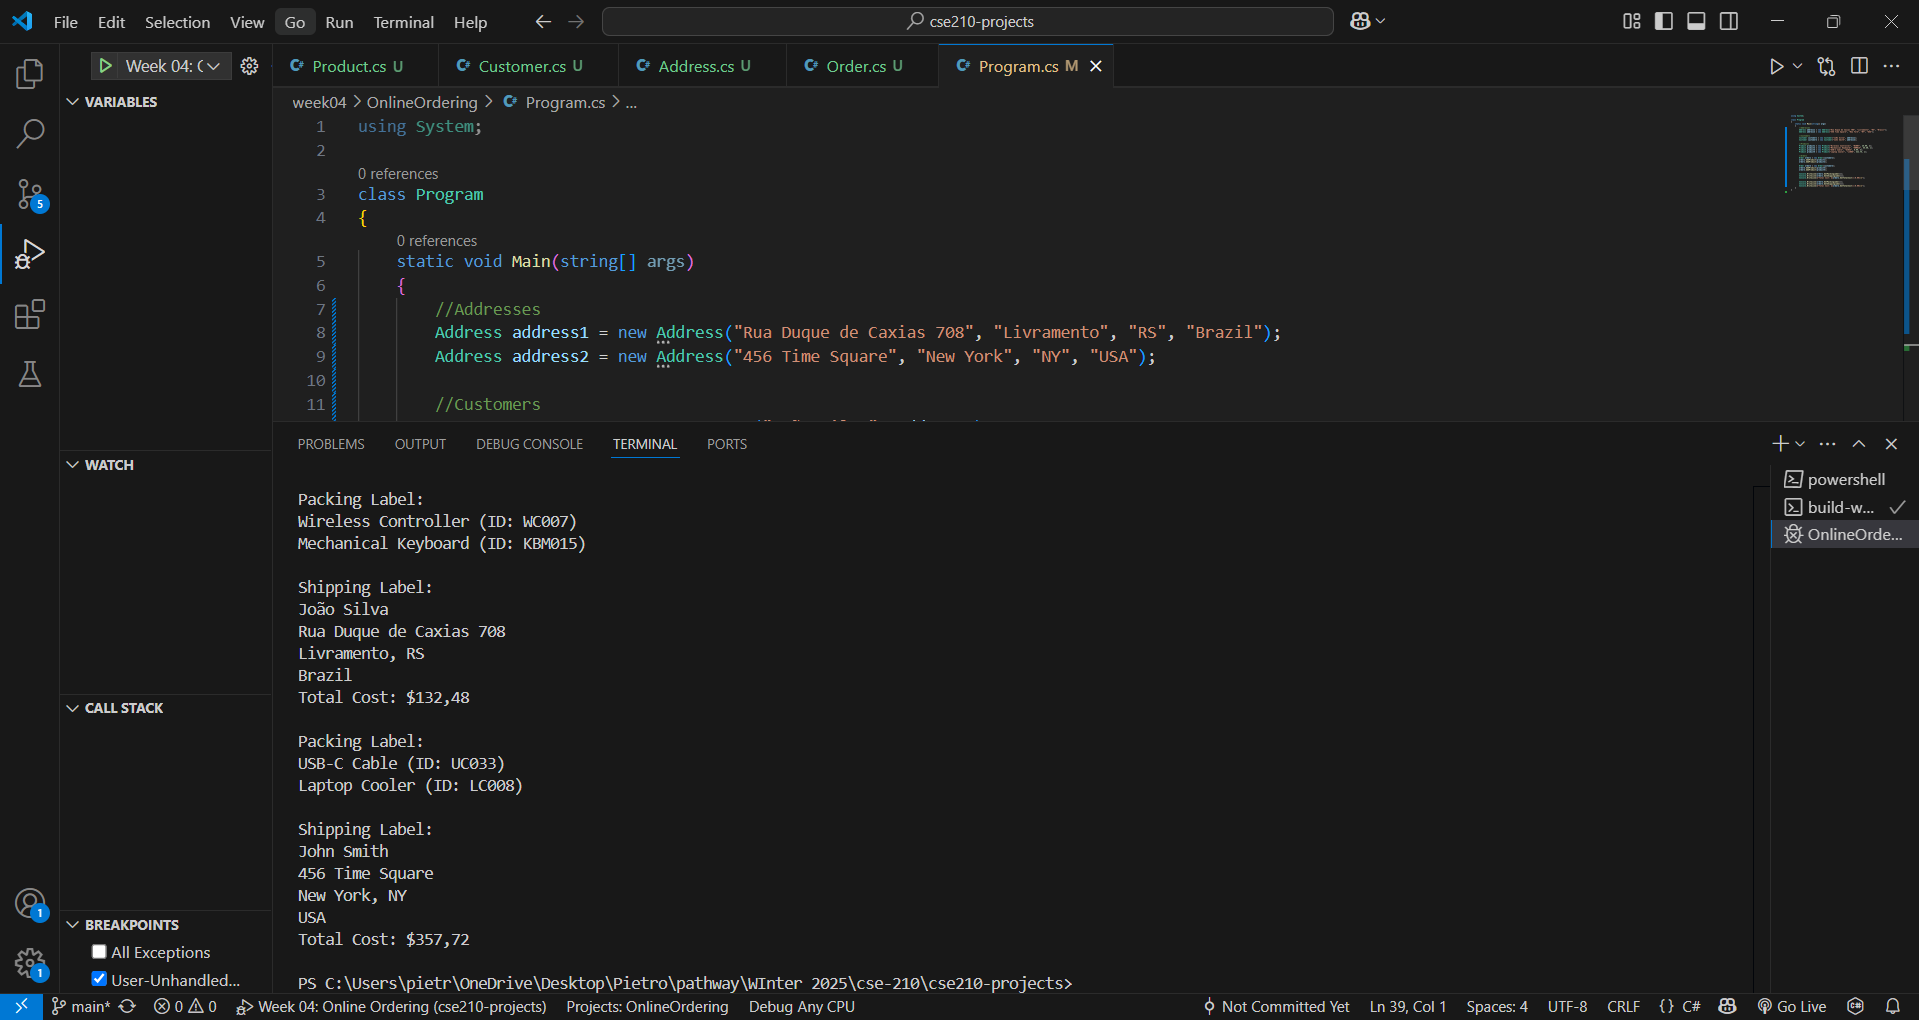 File Edit Selection View Go Run Terminal Help
cse210-projects
Week 04: (
Product.cs U
Customer.cs U
Address.cs U
Order.cs U
Program.cs M
VARIABLES
week04 > OnlineOrdering > Program.cs > ...
1 using System;
2
0 references
3 class Program
4 {
0 references
5 static void Main(string[] args)
6 {
7 //Addresses
8 Address address1 = new Address("Rua Duque de Caxias 708", "Livramento", "RS", "Brazil");
9 Address address2 = new Address("456 Time Square", "New York", "NY", "USA");
10
11 //Customers
PROBLEMS OUTPUT DEBUG CONSOLE TERMINAL PORTS
WATCH
CALL STACK
BREAKPOINTS
All Exceptions
User-Unhandled...
Packing Label:
Wireless Controller (ID: WC007)
Mechanical Keyboard (ID: KBM015)
Shipping Label:
João Silva
Rua Duque de Caxias 708
Livramento, RS
Brazil
Total Cost: $132,48
Packing Label:
USB-C Cable (ID: UC033)
Laptop Cooler (ID: LC008)
Shipping Label:
John Smith
456 Time Square
New York, NY
USA
Total Cost: $357,72
PS C:\Users\pietr\OneDrive\Desktop\Pietro\pathway\WInter 2025\cse-210\cse210-projects>
powershell
build-w...
OnlineOrde...
5
1
1
main* 0 0 Week 04: Online Ordering (cse210-projects) Projects: OnlineOrdering Debug Any CPU
Not Committed Yet Ln 39, Col 1 Spaces: 4 UTF-8 CRLF {} C# Go Live